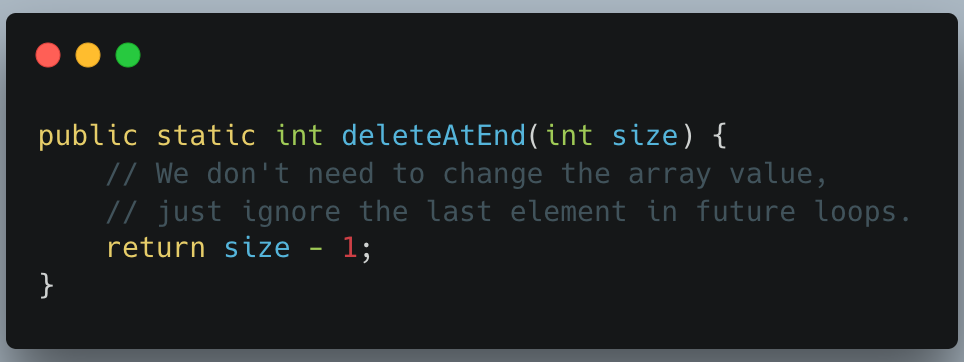 public static int deleteAtEnd(int size) {
    // We don't need to change the array value,
    // just ignore the last element in future loops.
    return size - 1;
}